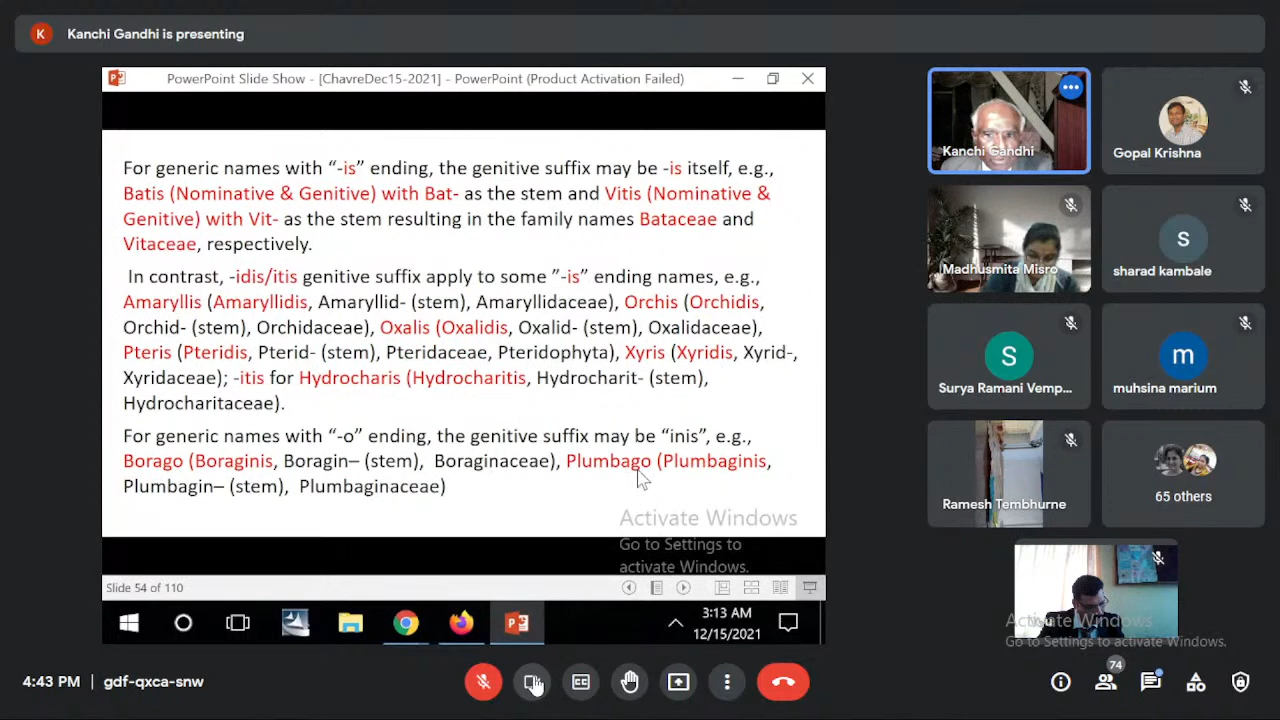 K Kanchi Gandhi is presenting
PowerPoint Slide Show - [ChavreDec15-2021] - PowerPoint (Product Activation Failed)
For generic names with “-is” ending, the genitive suffix may be -is itself, e.g.,
Batis (Nominative & Genitive) with Bat- as the stem and Vitis (Nominative &
Genitive) with Vit- as the stem resulting in the family names Bataceae and
Vitaceae, respectively.
In contrast, -idis/itis genitive suffix apply to some ”-is” ending names, e.g.,
Amaryllis (Amaryllidis, Amaryllid- (stem), Amaryllidaceae), Orchis (Orchidis,
Orchid- (stem), Orchidaceae), Oxalis (Oxalidis, Oxalid- (stem), Oxalidaceae),
Pteris (Pteridis, Pterid- (stem), Pteridaceae, Pteridophyta), Xyris (Xyridis, Xyrid-,
Xyridaceae); -itis for Hydrocharis (Hydrocharitis, Hydrocharit- (stem),
Hydrocharitaceae).
For generic names with “-o” ending, the genitive suffix may be “inis”, e.g.,
Borago (Boraginis, Boragin– (stem), Boraginaceae), Plumbago (Plumbaginis,
Plumbagin– (stem), Plumbaginaceae)
Activate Windows
Go to Settings to
activate Windows.
Slide 54 of 110
3:13 AM
12/15/2021
Kanchi Gandhi
Gopal Krishna
Madhusmita Misro
S
sharad kambale
S
Surya Ramani Vemp...
m
muhsina marium
Ramesh Tembhurne
65 others
Activate Windows
Go to Settings to activate Windows.
4:43 PM | gdf-qxca-snw
CC
74